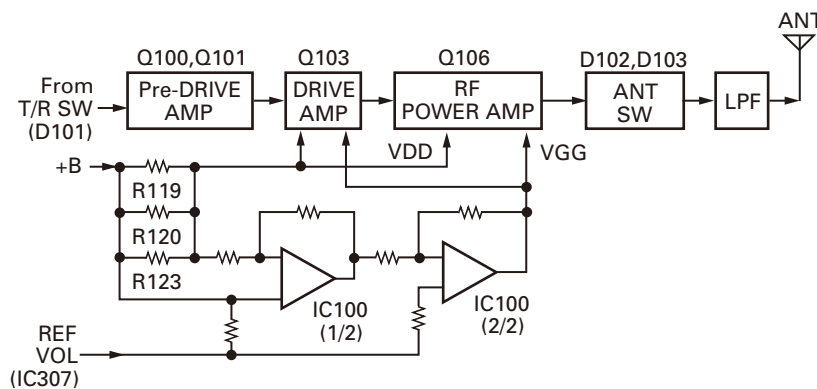 ANT
Q100,Q101
Q103
Q106
D102,D103
From
T/R SW
(D101)
Pre-DRIVE
AMP
DRIVE
AMP
RF
POWER AMP
ANT
SW
LPF
+B
VDD
VGG
R119
R120
R123
IC100
(1/2)
IC100
(2/2)
REF
VOL
(IC307)